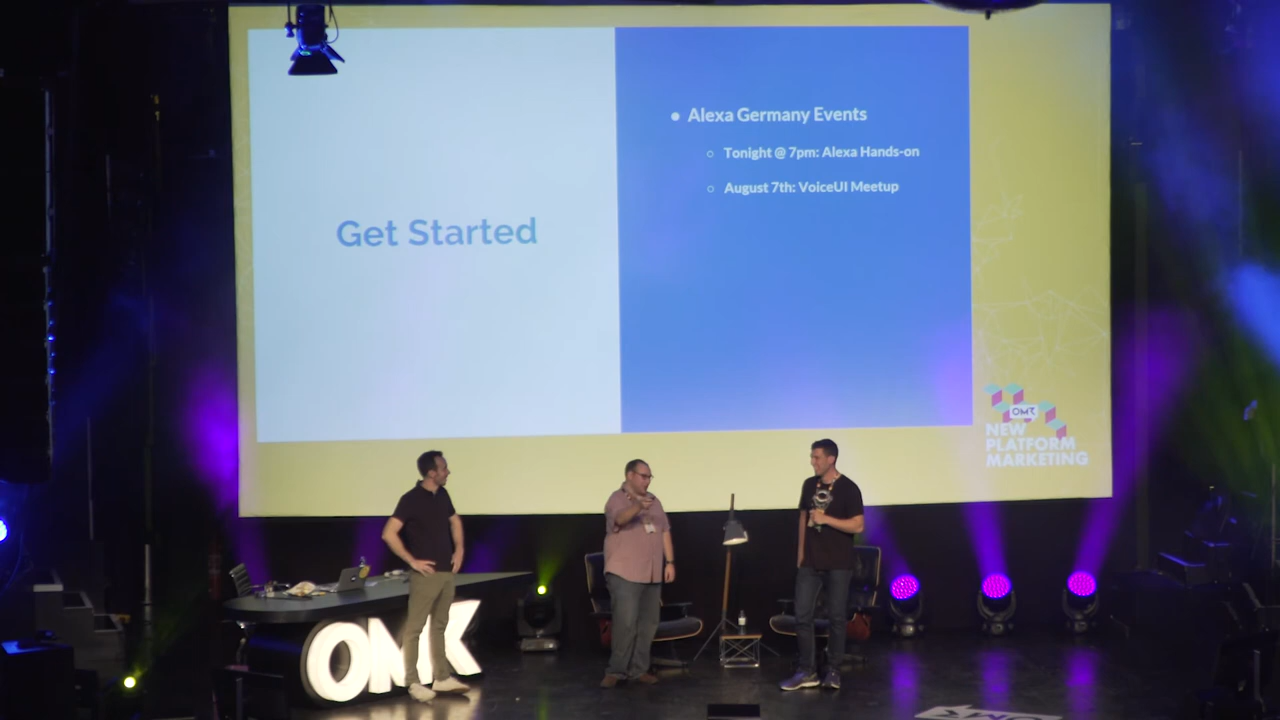 Get Started
• Alexa Germany Events
○ Tonight @ 7pm: Alexa Hands-on
○ August 7th: VoiceUI Meetup
OMR
NEW
PLATFORM
MARKETING
OMR
OMR